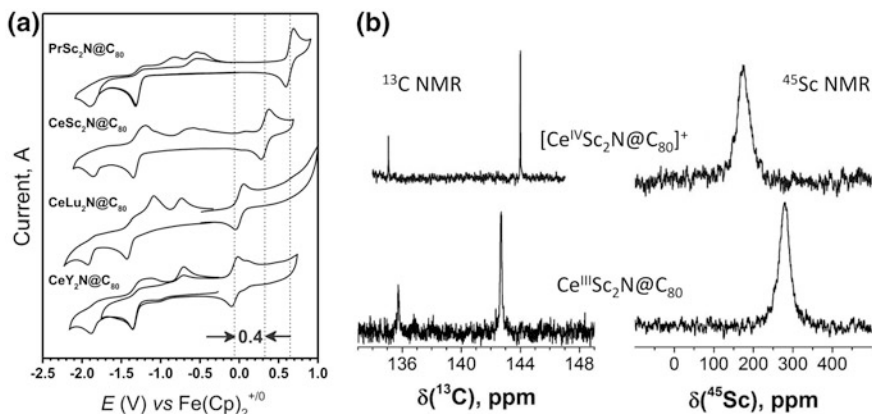 (a)
PrSc₂N@C₈₀
CeSc₂N@C₈₀
CeLu₂N@C₈₀
CeY₂N@C₈₀
0.4
Current, A
-2.5 -2.0 -1.5 -1.0 -0.5 0.0 0.5 1.0
E (V) vs Fe(Cp)₂⁺/⁰
(b)
¹³C NMR
⁴⁵Sc NMR
[CeᴵⱽSc₂N@C₈₀]⁺
CeᴵᴵᴵSc₂N@C₈₀
136 140 144 148
δ(¹³C), ppm
0 100 200 300 400
δ(⁴⁵Sc), ppm